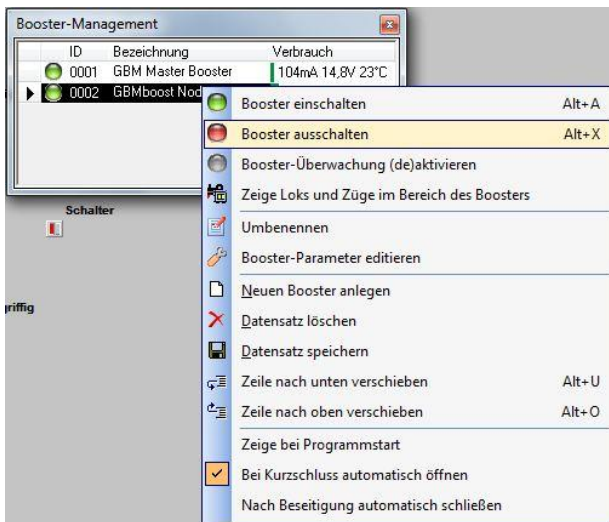 Booster-Management
ID Bezeichnung Verbrauch
0001 GBM Master Booster 104mA 14,8V 23°C
0002 GBMboost Nod
Booster einschalten Alt+A
Booster ausschalten Alt+X
Booster-Überwachung (de)aktivieren
Zeige Loks und Züge im Bereich des Boosters
Umbenennen
Booster-Parameter editieren
Neuen Booster anlegen
Datensatz löschen
Datensatz speichern
Zeile nach unten verschieben Alt+U
Zeile nach oben verschieben Alt+O
Zeige bei Programmstart
Bei Kurzschluss automatisch öffnen
Nach Beseitigung automatisch schließen
Schalter
griffig